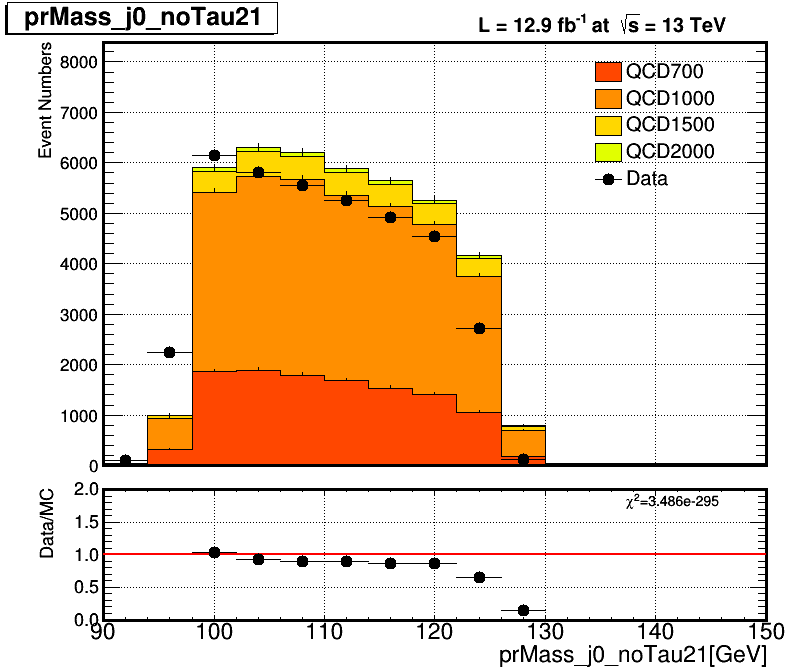 prMass_j0_noTau21
L = 12.9 fb⁻¹ at √s = 13 TeV
Event Numbers
8000
7000
6000
5000
4000
3000
2000
1000
0
QCD700
QCD1000
QCD1500
QCD2000
Data
Data/MC
2.0
1.5
1.0
0.5
0.0
χ²=3.486e-295
90 100 110 120 130 140 150
prMass_j0_noTau21[GeV]